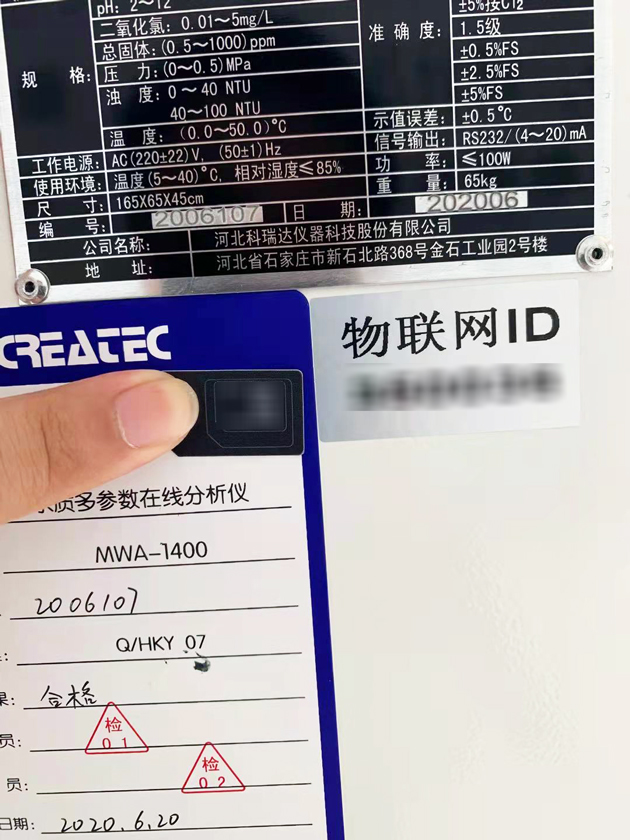 pH: 2～12
±5%按Cl2
二氧化氯: 0.01～5mg/L
准 确 度:
1.5级
总固体: (0.5～1000)ppm
±0.5%FS
规 格:
压 力: (0～0.5)MPa
±2.5%FS
浊 度: 0～40 NTU
±5%FS
40～100 NTU
示值误差: ±0.5℃
温 度: (0.0～50.0)℃
信号输出: RS232/(4～20)mA
工作电源: AC(220±22)V, (50±1)Hz
功 率: ≤100W
使用环境: 温度(5～40)℃, 相对湿度≤85%
重 量: 65kg
尺 寸: 165X65X45cm
编 号: 2006107
日 期: 202006
公司名称: 河北科瑞达仪器科技股份有限公司
地 址: 河北省石家庄市新石北路368号金石工业园2号楼
CREATEC
物联网ID
质多参数在线分析仪
MWA-1400
2006107
Q/HKY 07
果: 合格
员:
检
01
员:
检
02
日期: 2020.6.20